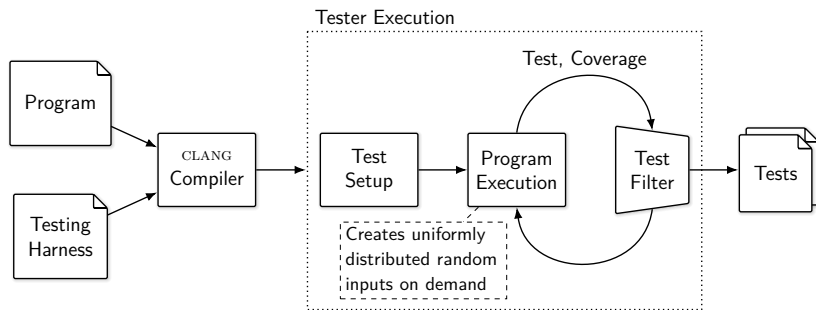 Tester Execution
Test, Coverage
Program
CLANG
Compiler
Testing
Harness
Test
Setup
Program
Execution
Test
Filter
Tests
Creates uniformly
distributed random
inputs on demand